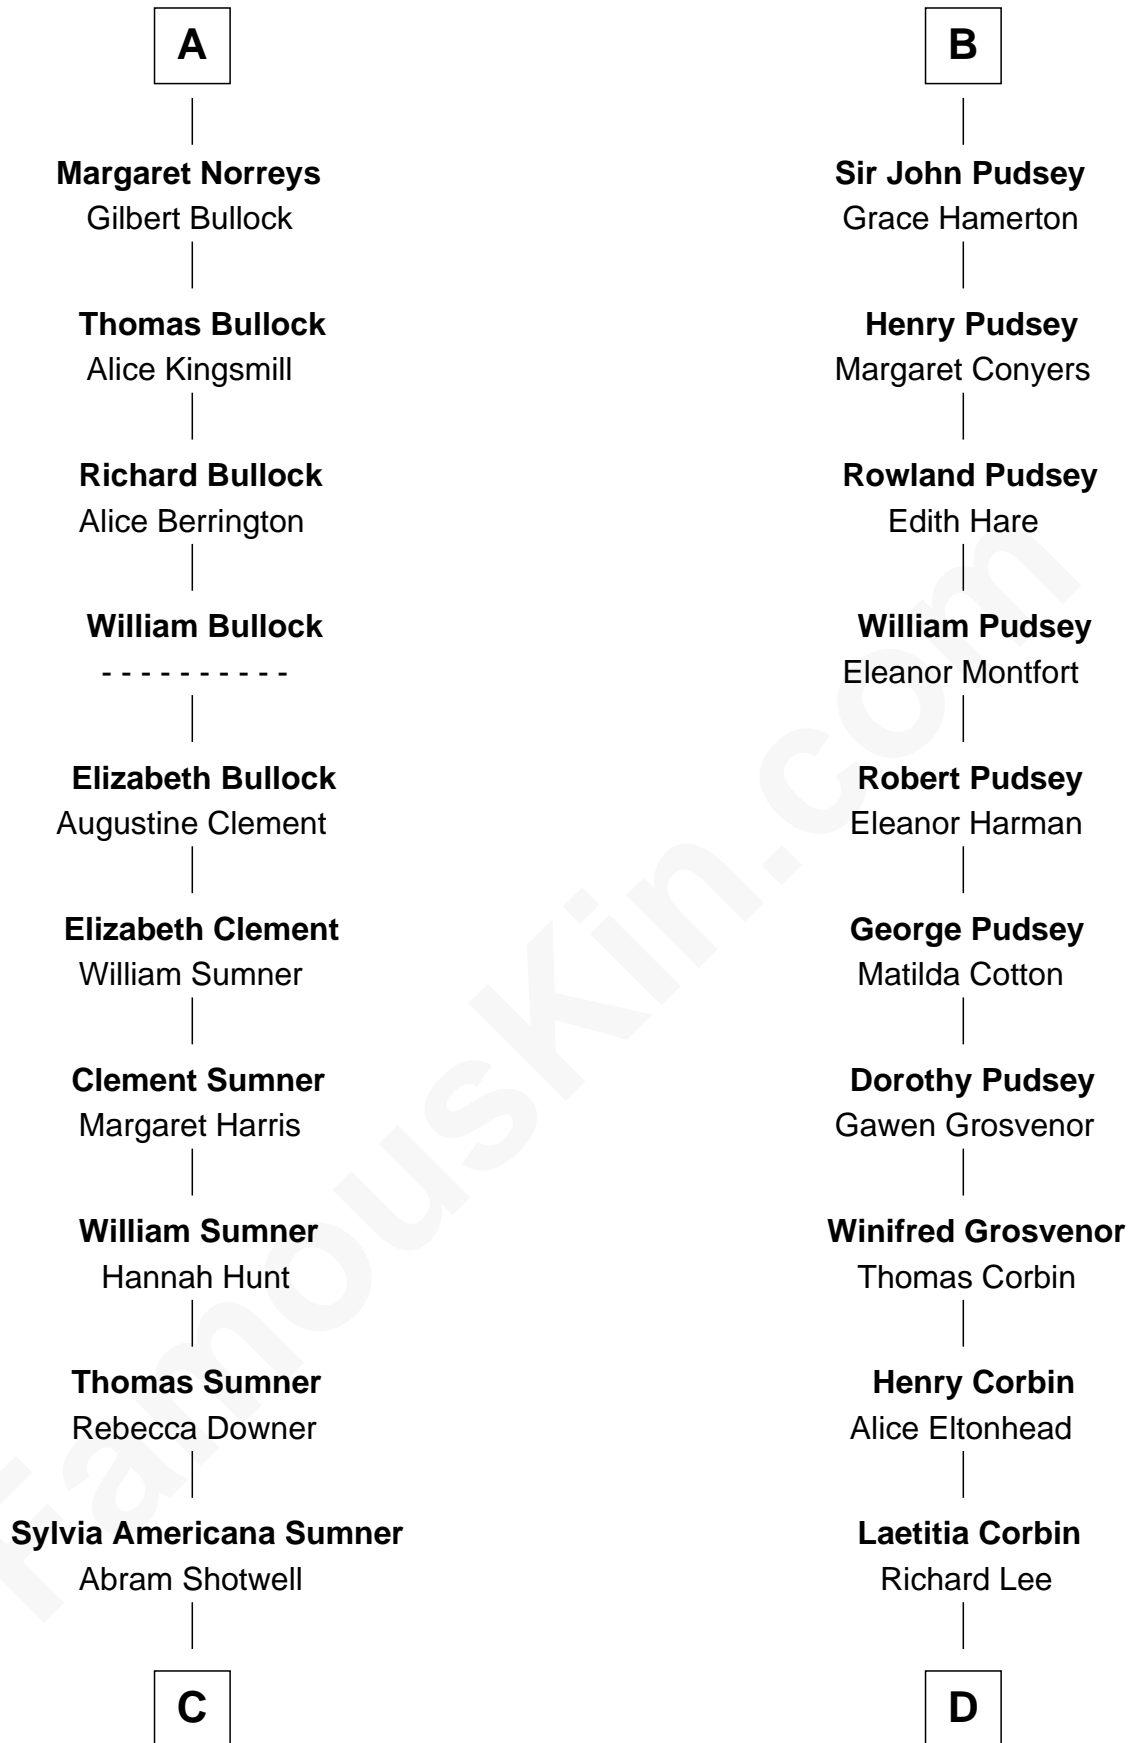 A
Margaret Norreys
Gilbert Bullock
Thomas Bullock
Alice Kingsmill
Richard Bullock
Alice Berrington
William Bullock
- - - - - - - - - -
Elizabeth Bullock
Augustine Clement
Elizabeth Clement
William Sumner
Clement Sumner
Margaret Harris
William Sumner
Hannah Hunt
Thomas Sumner
Rebecca Downer
Sylvia Americana Sumner
Abram Shotwell
C
B
Sir John Pudsey
Grace Hamerton
Henry Pudsey
Margaret Conyers
Rowland Pudsey
Edith Hare
William Pudsey
Eleanor Montfort
Robert Pudsey
Eleanor Harman
George Pudsey
Matilda Cotton
Dorothy Pudsey
Gawen Grosvenor
Winifred Grosvenor
Thomas Corbin
Henry Corbin
Alice Eltonhead
Laetitia Corbin
Richard Lee
D
FamousKin.com